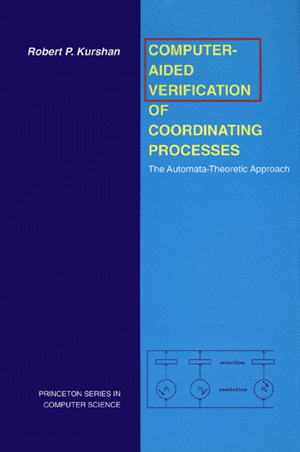 Robert P. Kurshan
COMPUTER-
AIDED
VERIFICATION
OF
COORDINATING
PROCESSES
The Automata-Theoretic Approach
selection
resolution
PRINCETON SERIES IN
COMPUTER SCIENCE